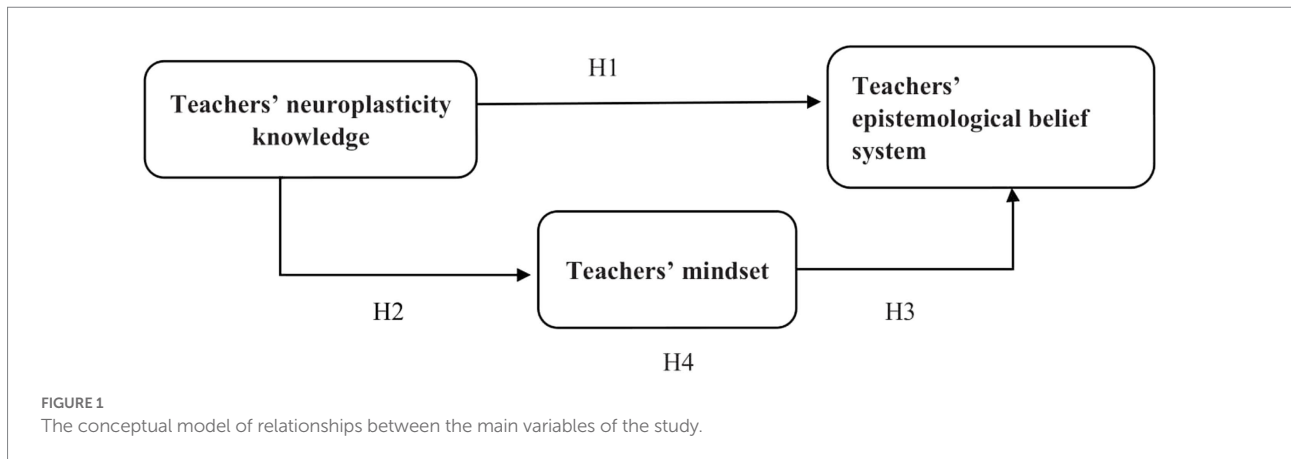 H1
Teachers’ neuroplasticity
knowledge
Teachers’
epistemological belief
system
Teachers’ mindset
H2
H3
H4
FIGURE 1
The conceptual model of relationships between the main variables of the study.